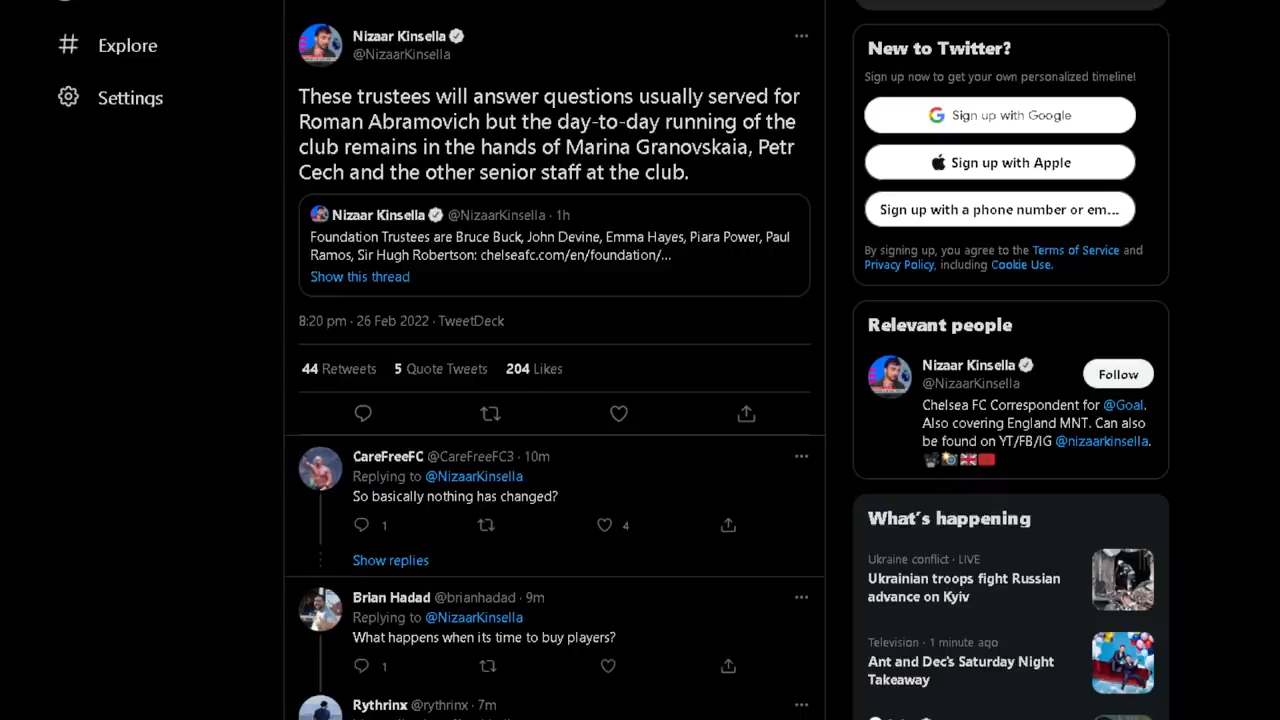 Explore
Settings
Nizaar Kinsella
@NizaarKinsella
These trustees will answer questions usually served for
Roman Abramovich but the day-to-day running of the
club remains in the hands of Marina Granovskaia, Petr
Cech and the other senior staff at the club.
Nizaar Kinsella @NizaarKinsella · 1h
Foundation Trustees are Bruce Buck, John Devine, Emma Hayes, Piara Power, Paul
Ramos, Sir Hugh Robertson: chelseafc.com/en/foundation/...
Show this thread
8:20 pm · 26 Feb 2022 · TweetDeck
44 Retweets 5 Quote Tweets 204 Likes
CareFreeFC @CareFreeFC3 · 10m
Replying to @NizaarKinsella
So basically nothing has changed?
1 4
Show replies
Brian Hadad @brianhadad · 9m
Replying to @NizaarKinsella
What happens when its time to buy players?
1
Rythrinx @rythrinx · 7m
New to Twitter?
Sign up now to get your own personalized timeline!
Sign up with Google
Sign up with Apple
Sign up with a phone number or em...
By signing up, you agree to the Terms of Service and
Privacy Policy, including Cookie Use.
Relevant people
Nizaar Kinsella
@NizaarKinsella
Follow
Chelsea FC Correspondent for @Goal.
Also covering England MNT. Can also
be found on YT/FB/IG @nizaarkinsella.
What's happening
Ukraine conflict · LIVE
Ukrainian troops fight Russian
advance on Kyiv
Television · 1 minute ago
Ant and Dec's Saturday Night
Takeaway